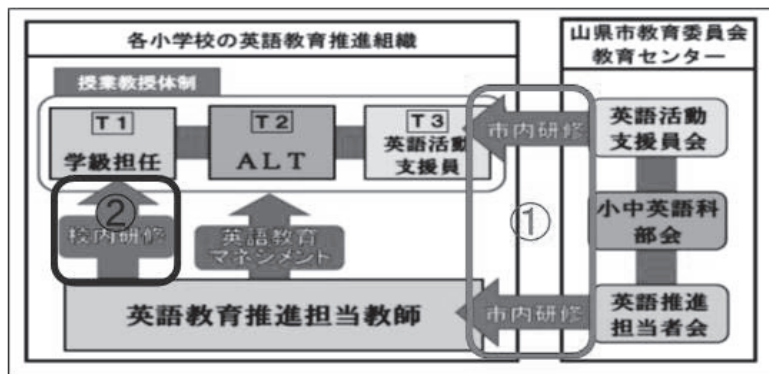 各小学校の英語教育推進組織
授業教授体制
T1
学級担任
T2
ALT
T3
英語活動
支援員
②
校内研修
英語教育
マネンメント
英語教育推進担当教師
①
市内研修
市内研修
山県市教育委員会
教育センター
英語活動
支援員会
小中英語科
部会
英語推進
担当者会